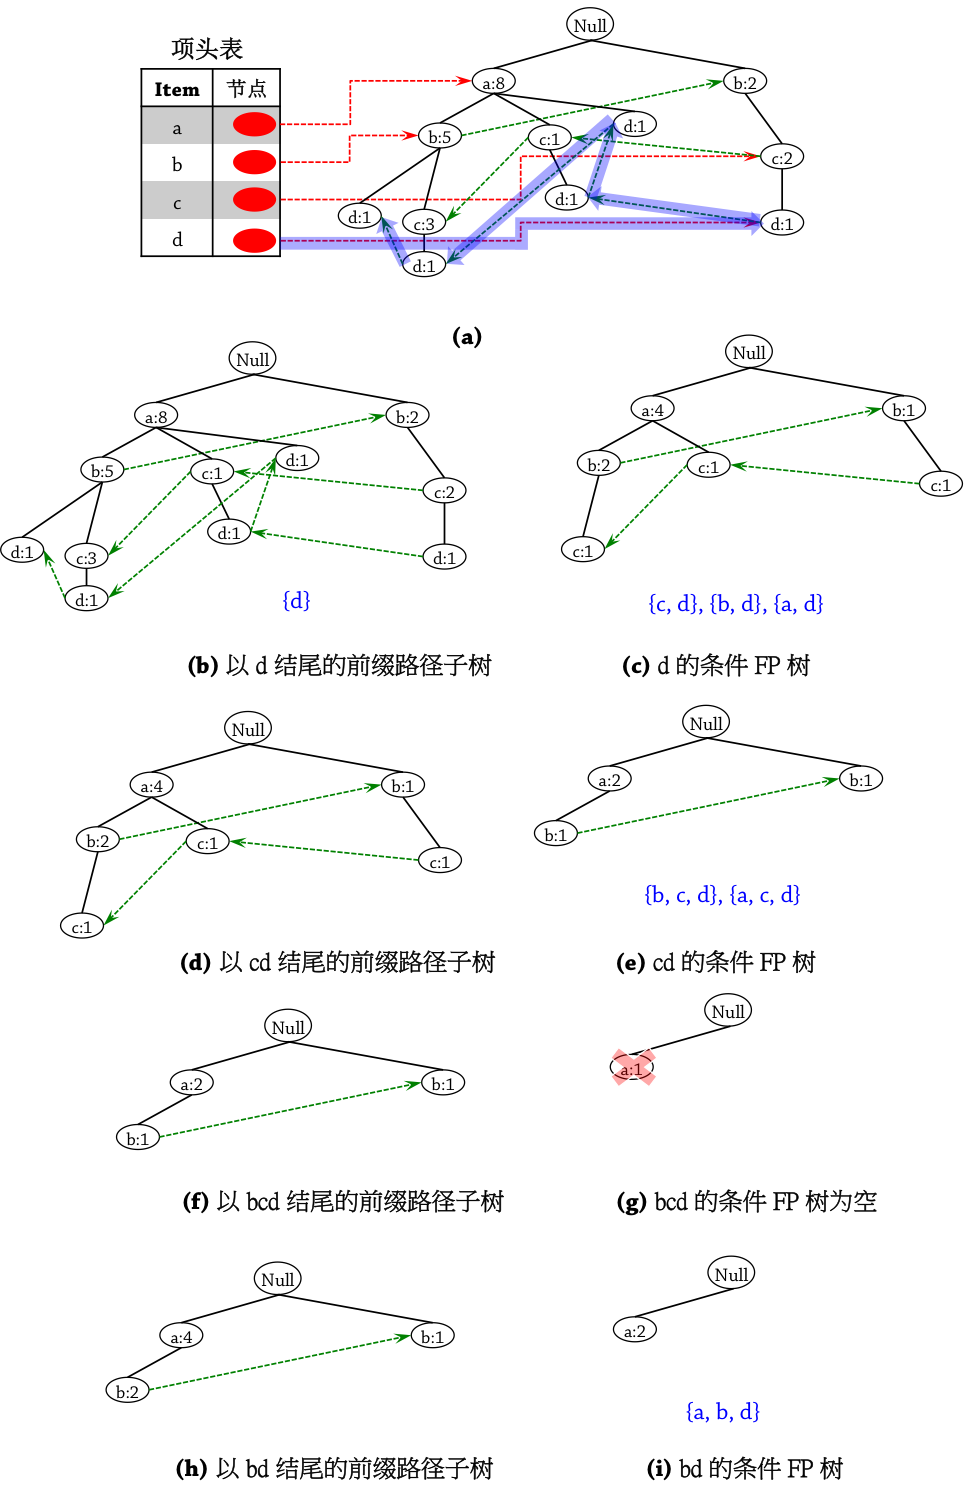 Null
项头表
a:8
b:2
Item 节点
a
b:5
c:1
d:1
b
c:2
c
d:1
d:1
c:3
d:1
d
d:1
(a)
Null
a:8
b:2
b:5
c:1
d:1
c:2
d:1
d:1
c:3
d:1
d:1
{d}
(b) 以 d 结尾的前缀路径子树
Null
a:4
b:1
b:2
c:1
c:1
c:1
{c, d}, {b, d}, {a, d}
(c) d 的条件 FP 树
Null
a:4
b:1
b:2
c:1
c:1
c:1
(d) 以 cd 结尾的前缀路径子树
Null
a:2
b:1
b:1
{b, c, d}, {a, c, d}
(e) cd 的条件 FP 树
Null
a:2
b:1
b:1
(f) 以 bcd 结尾的前缀路径子树
Null
a:1
(g) bcd 的条件 FP 树为空
Null
a:4
b:1
b:2
(h) 以 bd 结尾的前缀路径子树
Null
a:2
{a, b, d}
(i) bd 的条件 FP 树